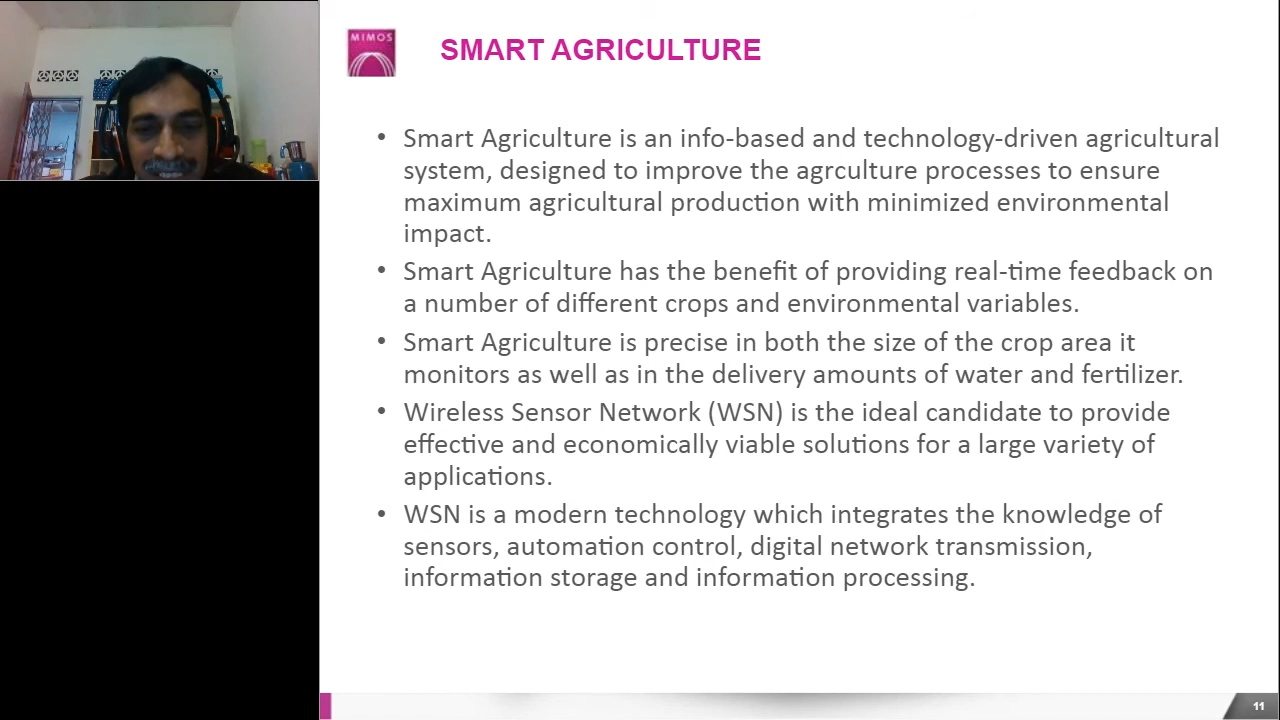 MIMOS
SMART AGRICULTURE
• Smart Agriculture is an info-based and technology-driven agricultural
system, designed to improve the agrculture processes to ensure
maximum agricultural production with minimized environmental
impact.
• Smart Agriculture has the benefit of providing real-time feedback on
a number of different crops and environmental variables.
• Smart Agriculture is precise in both the size of the crop area it
monitors as well as in the delivery amounts of water and fertilizer.
• Wireless Sensor Network (WSN) is the ideal candidate to provide
effective and economically viable solutions for a large variety of
applications.
• WSN is a modern technology which integrates the knowledge of
sensors, automation control, digital network transmission,
information storage and information processing.
11